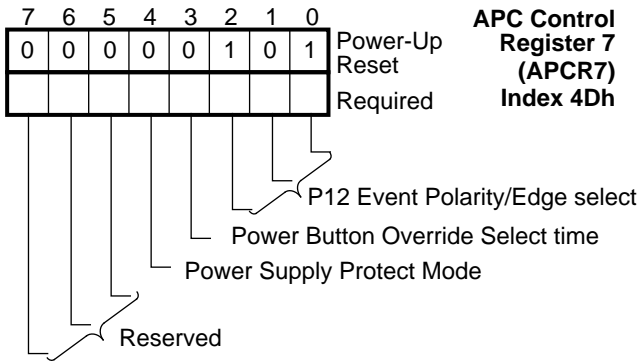 7 6 5 4 3 2 1 0
0 0 0 0 0 1 0 1
Power-Up
Reset
Required
APC Control
Register 7
(APCR7)
Index 4Dh
P12 Event Polarity/Edge select
Power Button Override Select time
Power Supply Protect Mode
Reserved